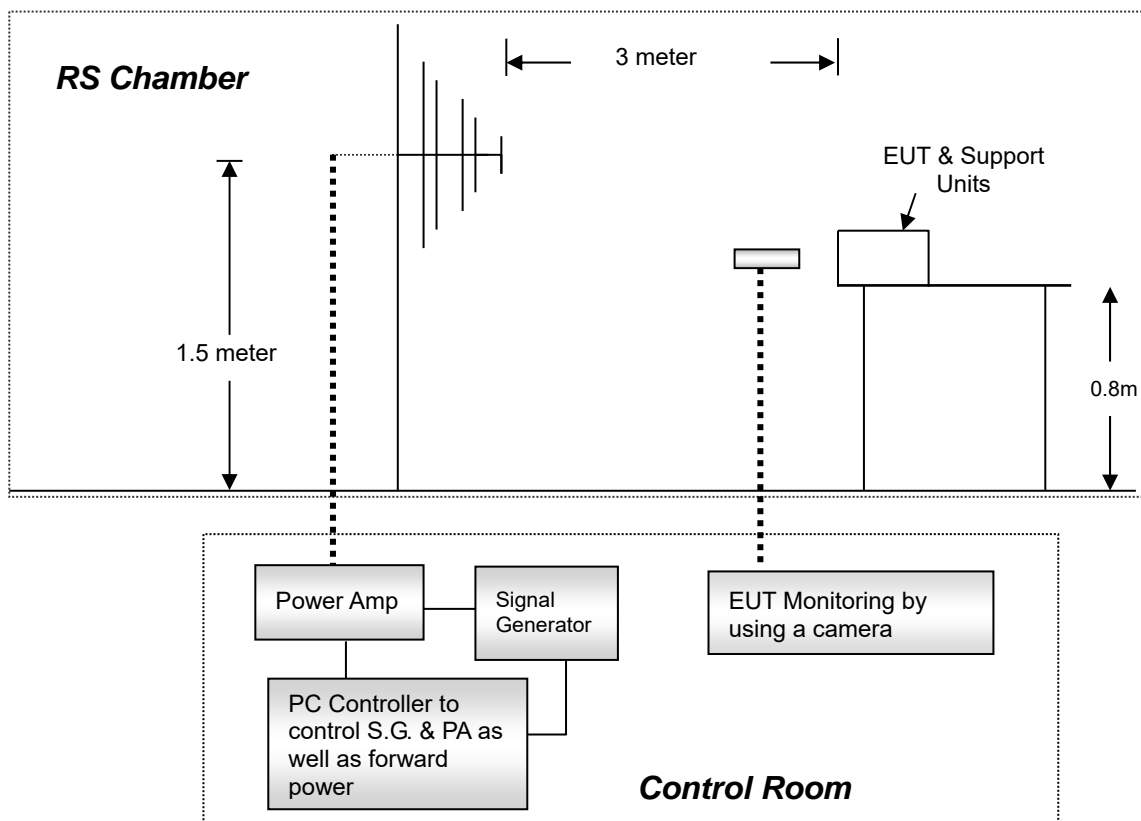 RS Chamber
3 meter
EUT & Support
Units
1.5 meter
0.8m
Power Amp
Signal
Generator
EUT Monitoring by
using a camera
PC Controller to
control S.G. & PA as
well as forward
power
Control Room